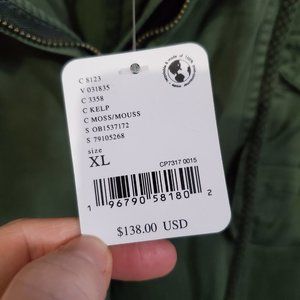 C 8123
V 031835
C 3358
C KELP
C MOSS/MOUSS
S OB1537172
S 79105268
size
XL
CP7317 0015
1 96790 58180 2
$138.00 USD